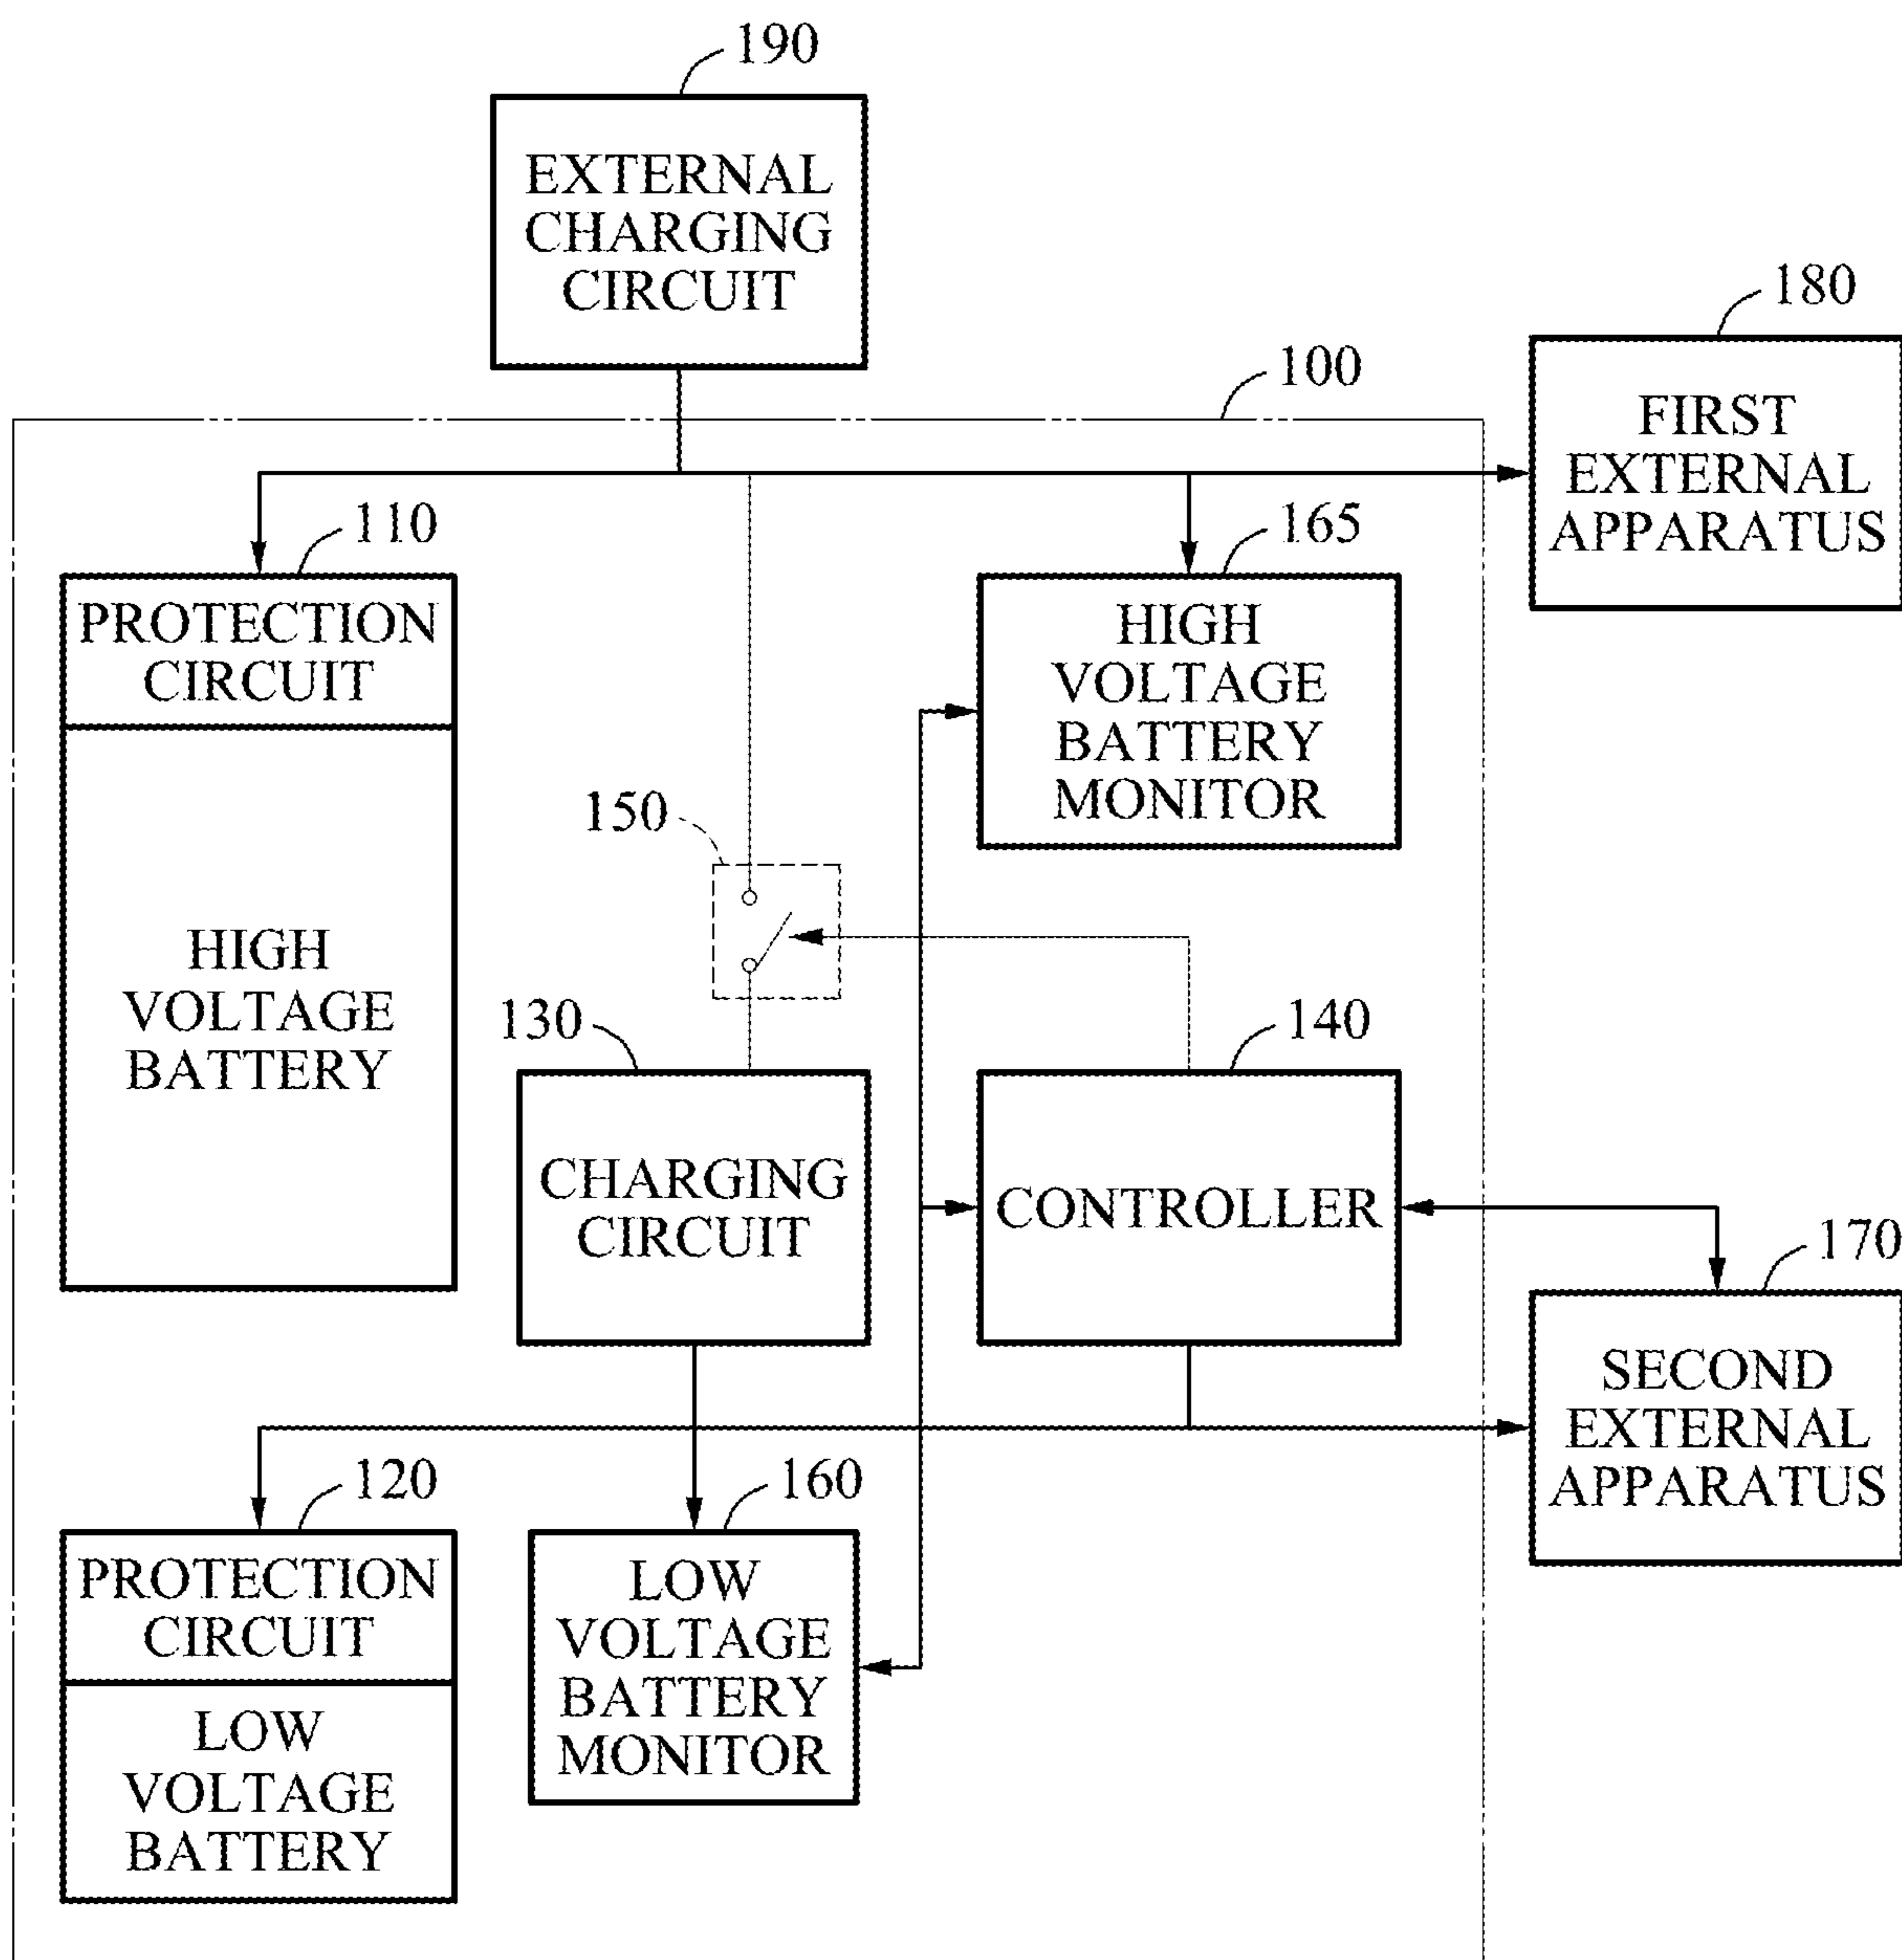 190
EXTERNAL
CHARGING
CIRCUIT
180
100
FIRST
EXTERNAL
APPARATUS
110
165
PROTECTION
CIRCUIT
HIGH
VOLTAGE
BATTERY
MONITOR
150
HIGH
VOLTAGE
BATTERY
130
140
CHARGING
CIRCUIT
CONTROLLER
170
SECOND
EXTERNAL
APPARATUS
120
160
PROTECTION
CIRCUIT
LOW
VOLTAGE
BATTERY
MONITOR
LOW
VOLTAGE
BATTERY